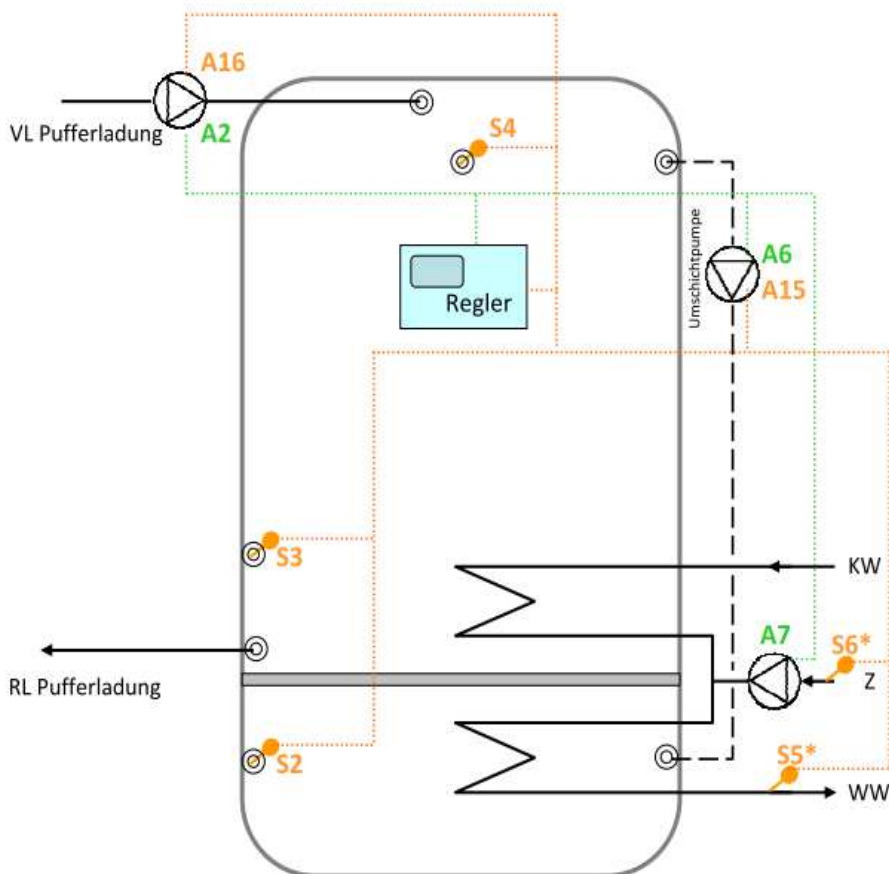 A16
VL Pufferladung
A2
S4
Umschichtpumpe
A6
A15
Regler
S3
KW
A7
S6*
RL Pufferladung
Z
S2
S5*
WW